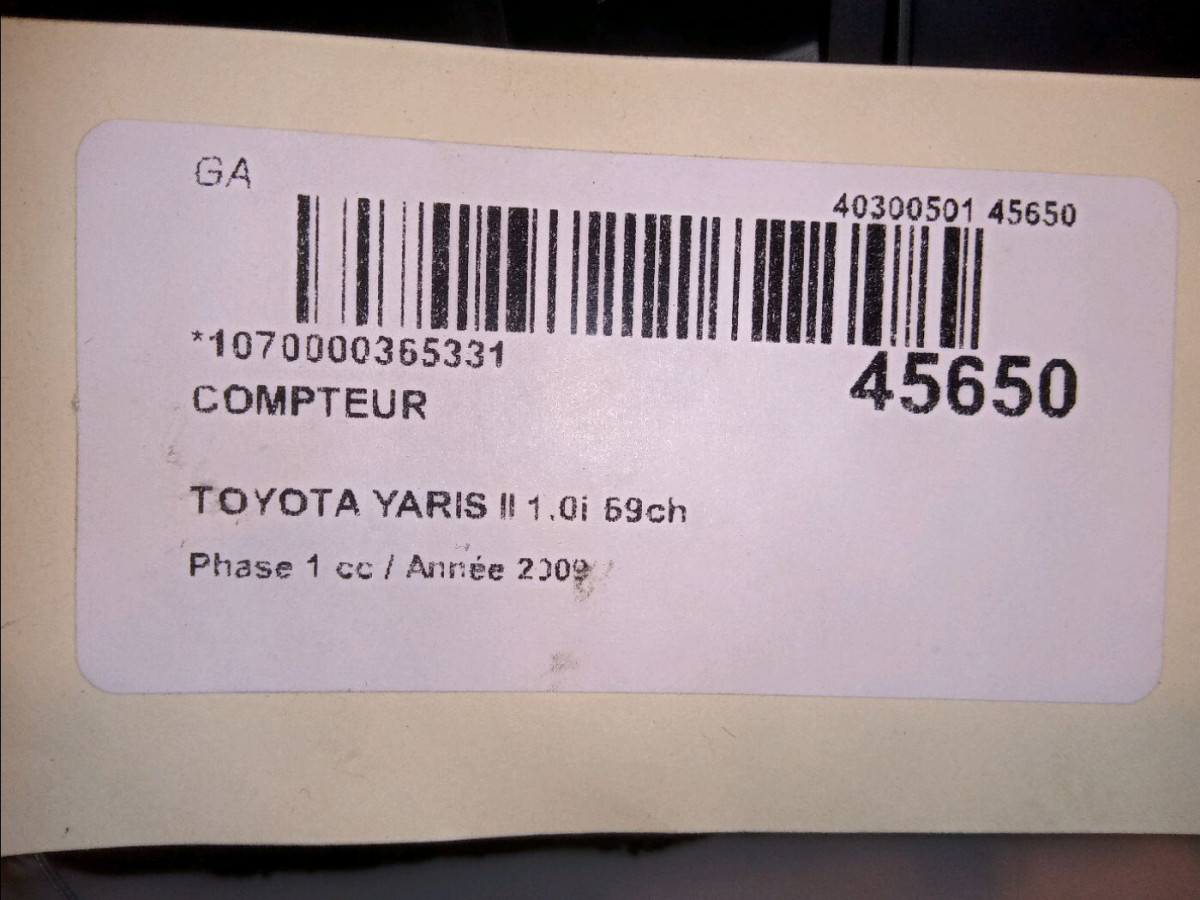 GA
40300501 45650
*1070000365331
45650
COMPTEUR
TOYOTA YARIS II 1.0i 69ch
Phase 1 cc / Année 2009